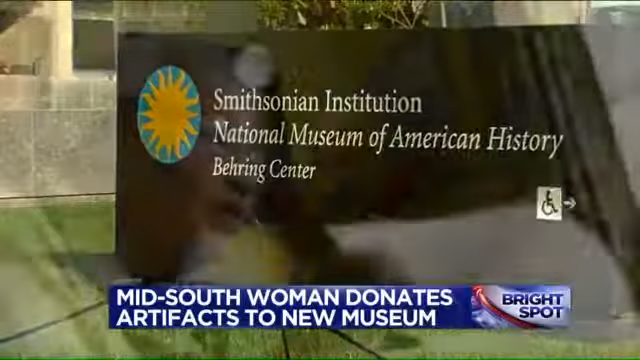 Smithsonian Institution
National Museum of American History
Behring Center
MID-SOUTH WOMAN DONATES
ARTIFACTS TO NEW MUSEUM
BRIGHT
SPOT